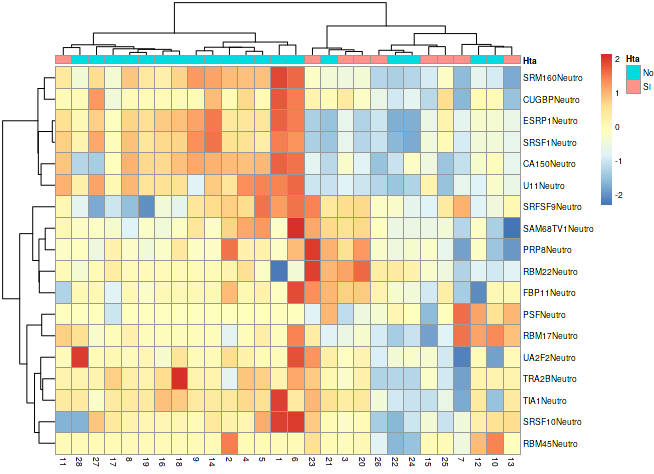 Hta
SRM160Neutro
CUGBPNeutro
ESRP1Neutro
SRSF1Neutro
CA150Neutro
U11Neutro
SRFSF9Neutro
SAM68TV1Neutro
PRP8Neutro
RBM22Neutro
FBP11Neutro
PSFNeutro
RBM17Neutro
UA2F2Neutro
TRA2BNeutro
TIA1Neutro
SRSF10Neutro
RBM45Neutro
11 28 27 17 8 19 16 18 9 14 2 4 5 1 6 23 21 3 20 26 22 24 15 25 7 12 10 13
2
1
0
-1
-2
Hta
No
Si